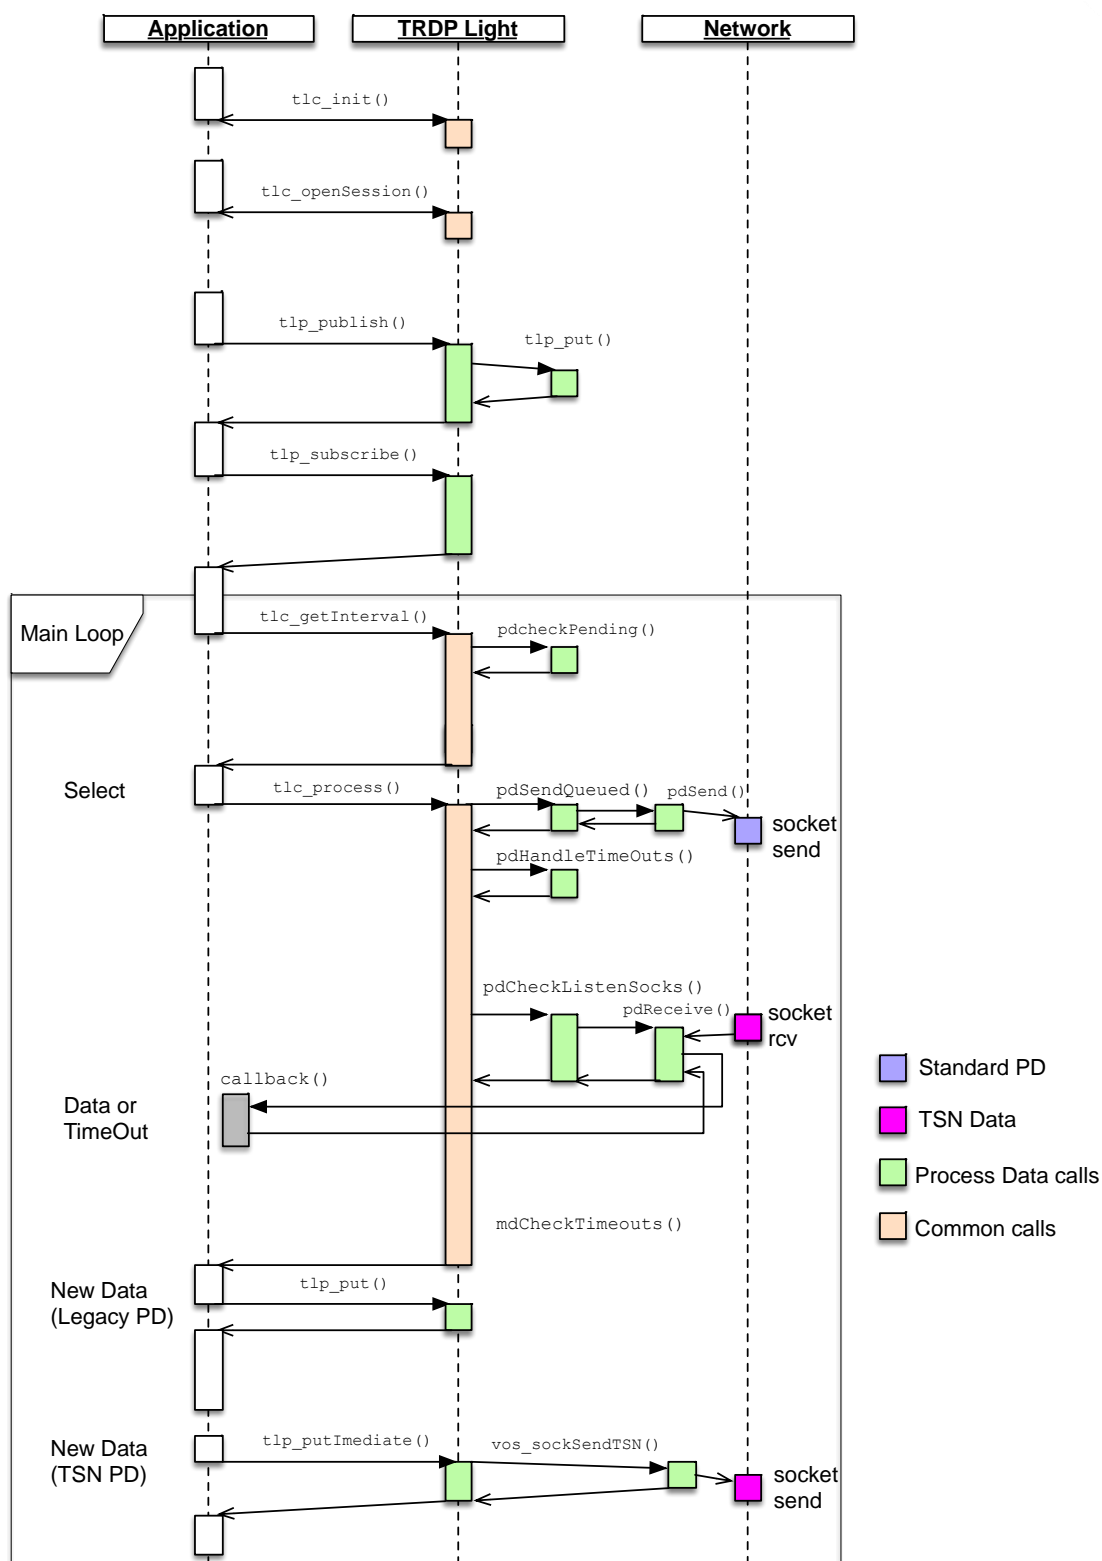 Application
TRDP Light
Network
tlc_init()
tlc_openSession()
tlp_publish()
tlp_put()
tlp_subscribe()
Main Loop
tlc_getInterval()
pdcheckPending()
Select
tlc_process()
pdSendQueued()
pdSend()
socket
send
pdHandleTimeOuts()
pdCheckListenSocks()
pdReceive()
socket
rcv
callback()
Data or
TimeOut
Standard PD
TSN Data
Process Data calls
Common calls
mdCheckTimeouts()
New Data
(Legacy PD)
tlp_put()
New Data
(TSN PD)
tlp_putImediate()
vos_sockSendTSN()
socket
send